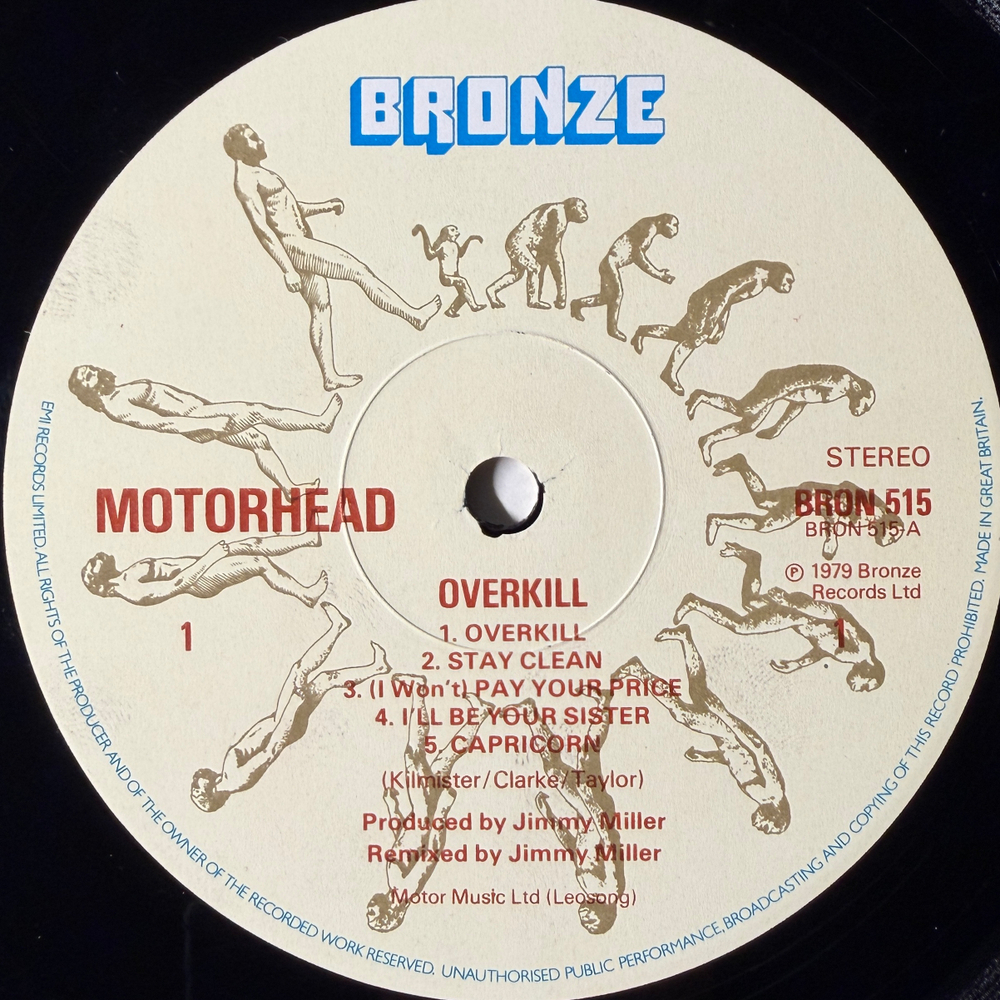 BRONZE
STEREO
MOTORHEAD
BRON 515
BRON 515-A
℗ 1979 Bronze
Records Ltd
1
1
OVERKILL
1. OVERKILL
2. STAY CLEAN
3. (I Won't) PAY YOUR PRICE
4. I'LL BE YOUR SISTER
5. CAPRICORN
(Kilmister/Clarke/Taylor)
Produced by Jimmy Miller
Remixed by Jimmy Miller
Motor Music Ltd (Leosong)
EMI RECORDS LIMITED. ALL RIGHTS OF THE PRODUCER AND OF THE OWNER OF THE RECORDED WORK RESERVED. UNAUTHORISED PUBLIC PERFORMANCE, BROADCASTING AND COPYING OF THIS RECORD PROHIBITED. MADE IN GREAT BRITAIN.